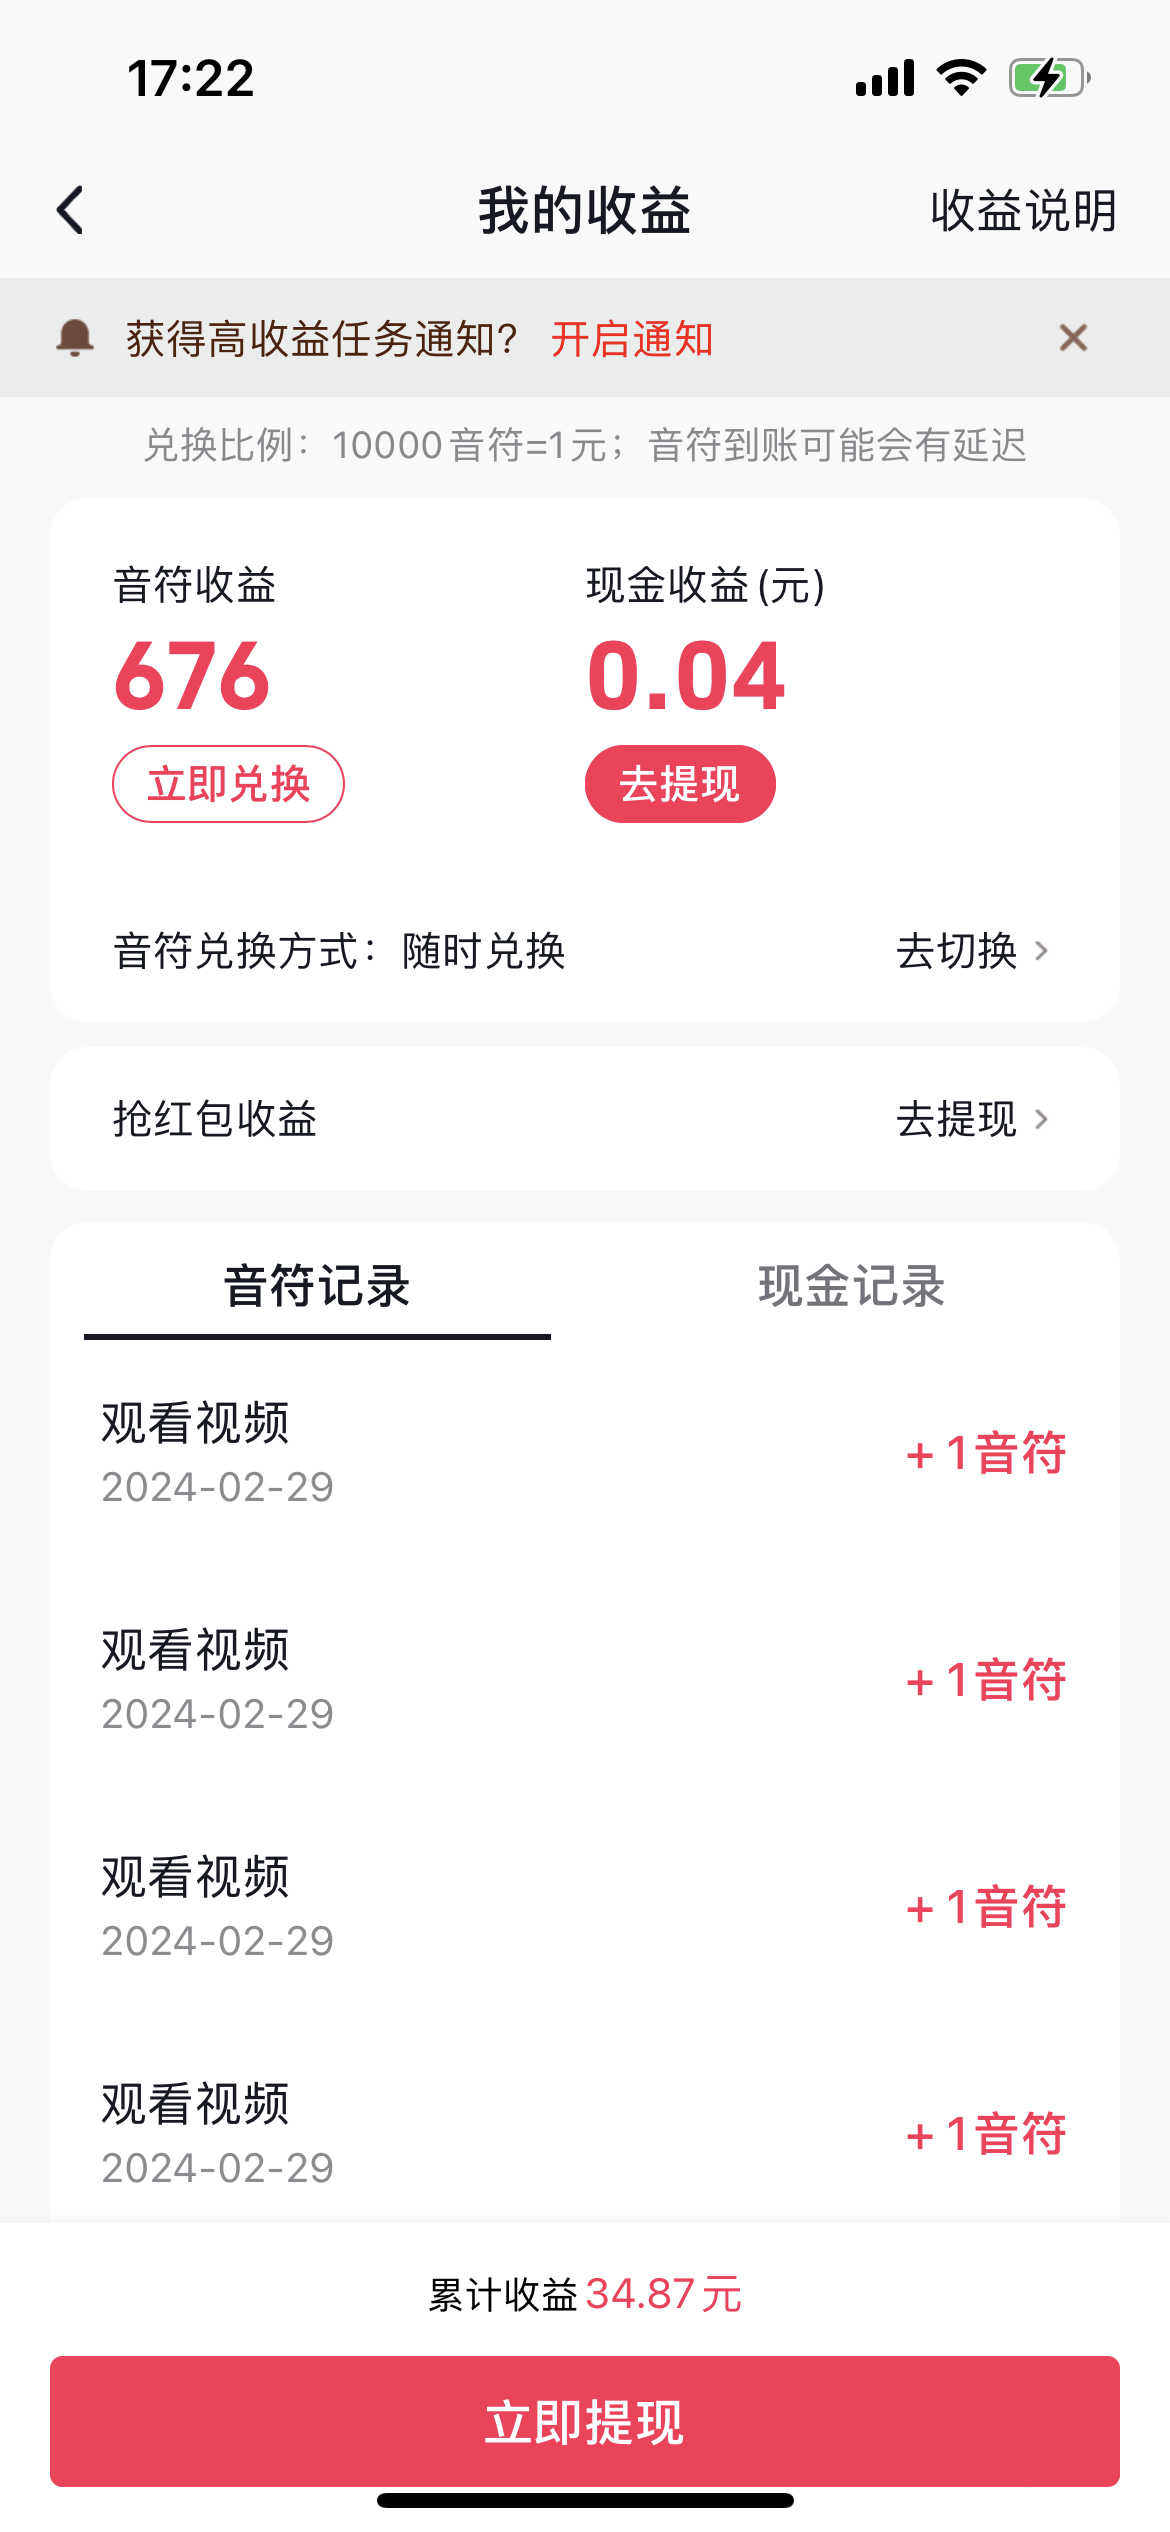 17:22
我的收益
收益说明
获得高收益任务通知? 开启通知
兑换比例：10000音符=1元；音符到账可能会有延迟
音符收益 现金收益(元)
676 0.04
立即兑换 去提现
音符兑换方式：随时兑换 去切换
抢红包收益 去提现
音符记录 现金记录
观看视频
2024-02-29
+1音符
观看视频
2024-02-29
+1音符
观看视频
2024-02-29
+1音符
观看视频
2024-02-29
+1音符
累计收益34.87元
立即提现